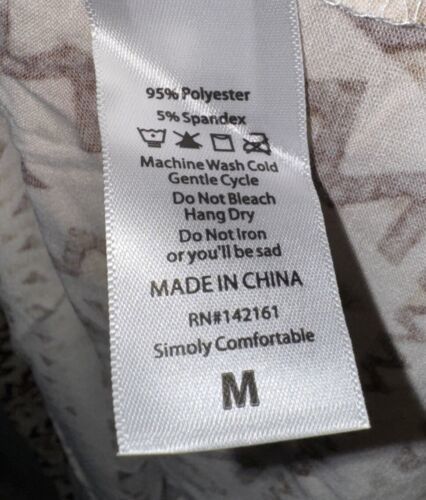 95% Polyester
5% Spandex
Machine Wash Cold
Gentle Cycle
Do Not Bleach
Hang Dry
Do Not Iron
or you'll be sad
MADE IN CHINA
RN#142161
Simply Comfortable
M